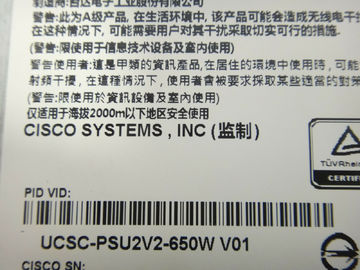 警告:此为A级产品,在生活环境中,该产品可能会造成无线电干
在这种情况下,可能需要用户对其干扰采取切实可行的措施
(警告:限使用于信息技术设备及室内使用)
警告使用者:這是甲類的資訊產品,在居住的環境中使用時,
射頻干擾,在這種情况下,使用者會被要求採取某些適當的對策
(警告:限使用於資訊設備及室內使用)
仅适用于海拔2000m以下地区安全使用
CISCO SYSTEMS , INC (监制)
TÜVRhein
CERTIF
PID VID:
UCSC-PSU2V2-650W V01
CISCO SN: